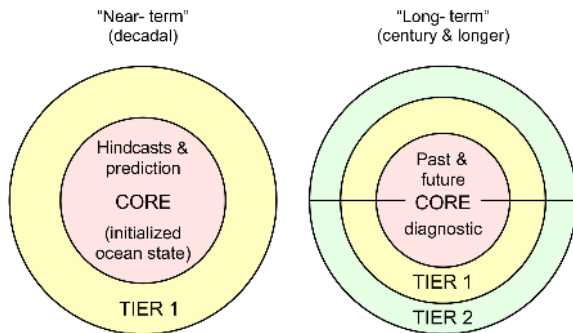 "Near- term"
(decadal)
Hindcasts &
prediction
CORE
(initialized
ocean state)
TIER 1
"Long- term"
(century & longer)
Past &
future
CORE
diagnostic
TIER 1
TIER 2